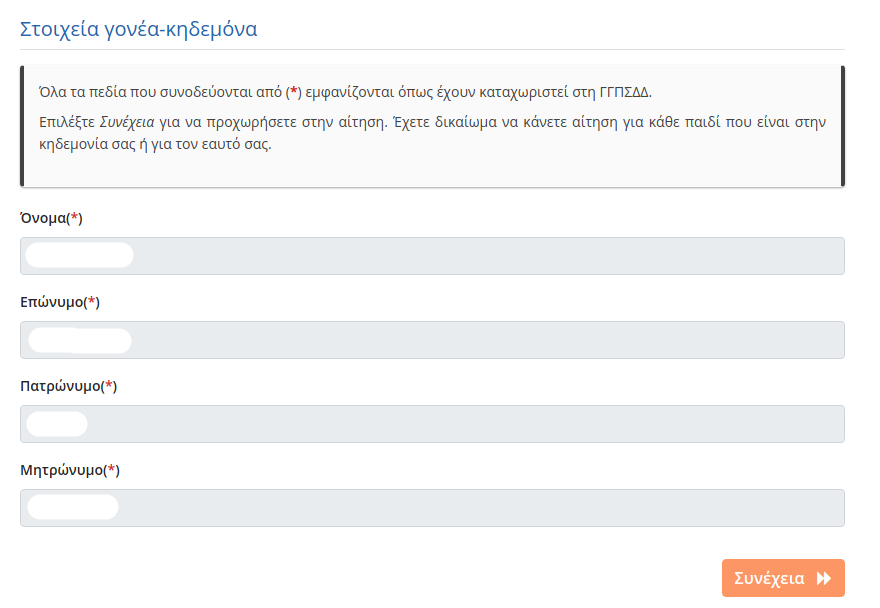 Στοιχεία γονέα-κηδεμόνα
Όλα τα πεδία που συνοδεύονται από (*) εμφανίζονται όπως έχουν καταχωριστεί στη ΓΓΠΣΔΔ.
Επιλέξτε Συνέχεια για να προχωρήσετε στην αίτηση. Έχετε δικαίωμα να κάνετε αίτηση για κάθε παιδί που είναι στην
κηδεμονία σας ή για τον εαυτό σας.
Όνομα(*)
Επώνυμο(*)
Πατρώνυμο(*)
Μητρώνυμο(*)
Συνέχεια